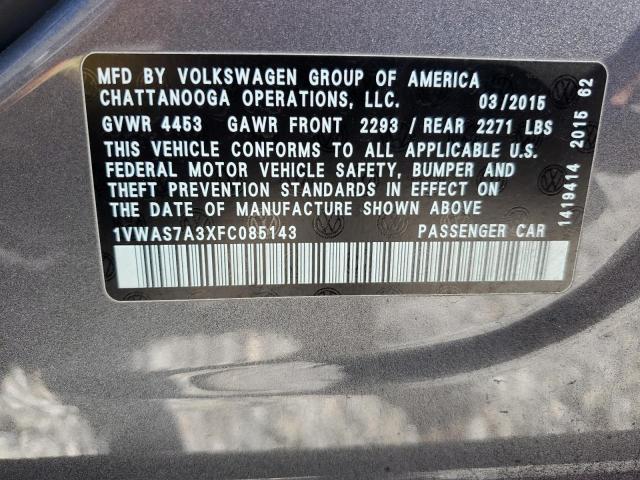 MFD BY VOLKSWAGEN GROUP OF AMERICA
CHATTANOOGA OPERATIONS, LLC. 03/2015
GVWR 4453 GAWR FRONT 2293 / REAR 2271 LBS
THIS VEHICLE CONFORMS TO ALL APPLICABLE U.S.
FEDERAL MOTOR VEHICLE SAFETY, BUMPER AND
THEFT PREVENTION STANDARDS IN EFFECT ON
THE DATE OF MANUFACTURE SHOWN ABOVE
1VWAS7A3XFC085143 PASSENGER CAR
1419414 2015 62